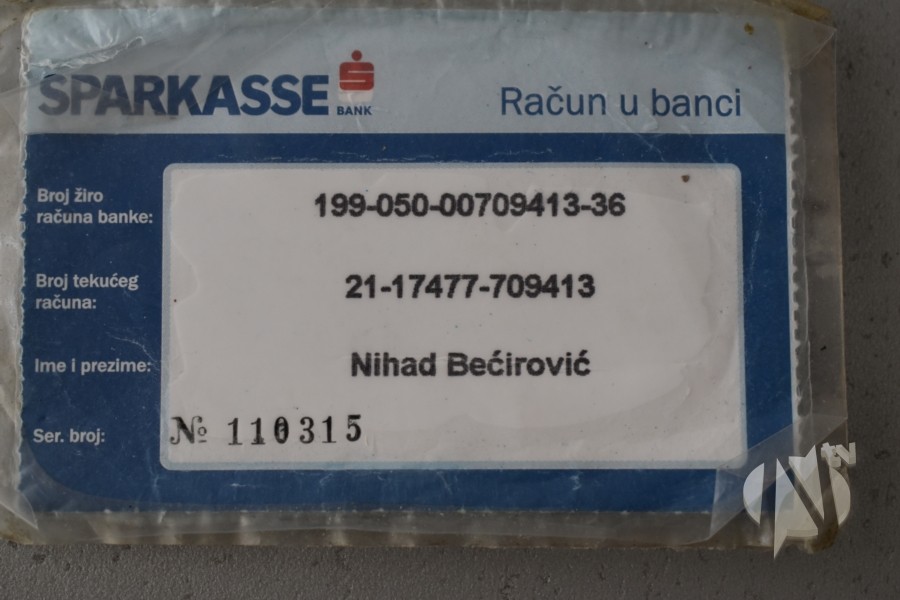 SPARKASSE
BANK
Račun u banci
Broj žiro
računa banke: 199-050-00709413-36
Broj tekućeg
računa: 21-17477-709413
Ime i prezime: Nihad Bećirović
Ser. broj: № 110315
tv